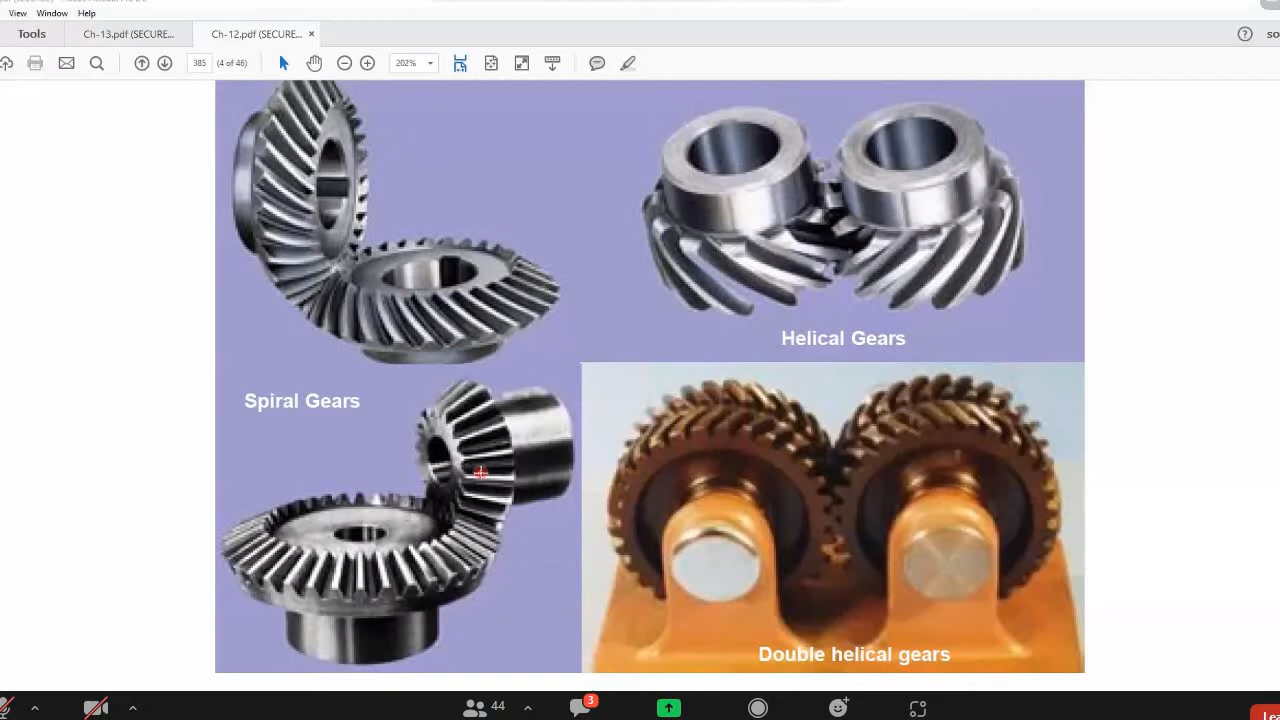 View Window Help
Tools Ch-13.pdf (SECURE... Ch-12.pdf (SECURE... ×
385 (4 of 46) 202% ? so
Helical Gears
Spiral Gears
Double helical gears
44 3